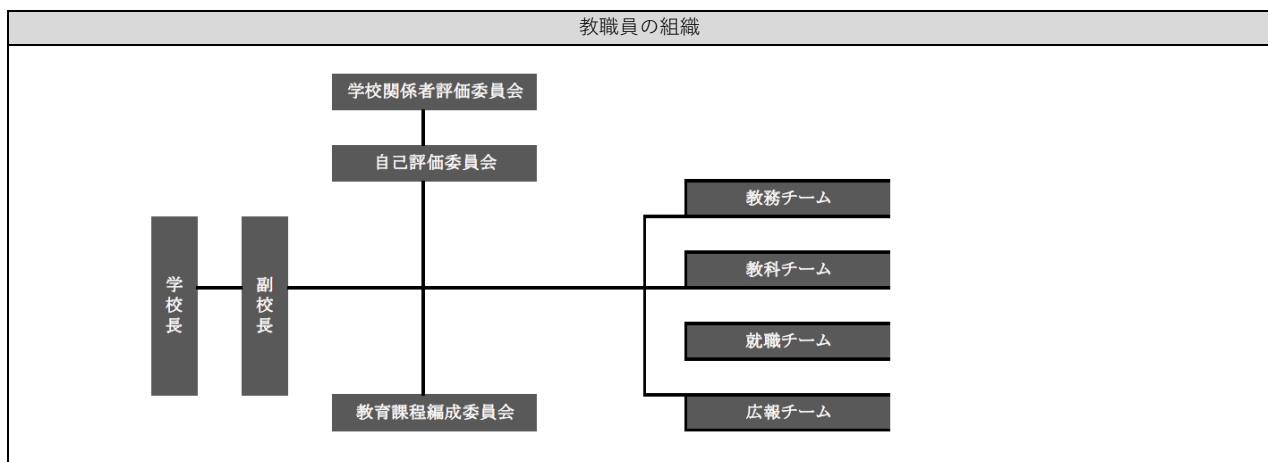 教職員の組織
学校関係者評価委員会
自己評価委員会
教務チーム
学校長
副校長
教科チーム
就職チーム
教育課程編成委員会
広報チーム